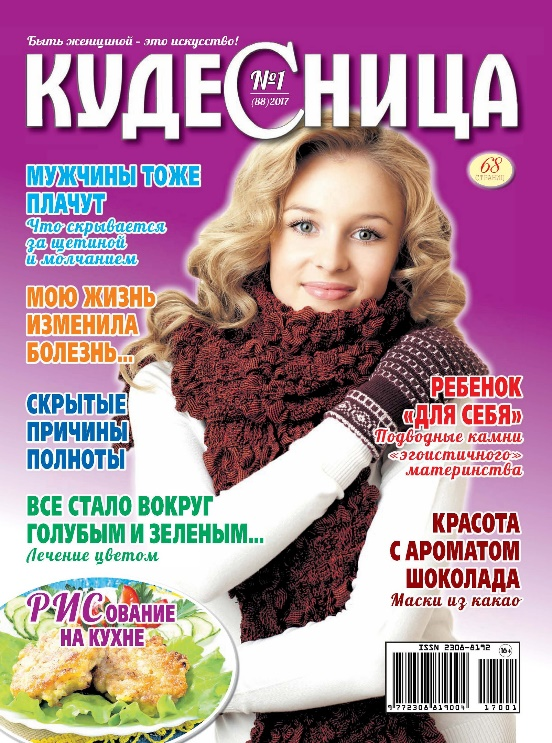 Быть женщиной – это искусство!
КУДЕСНИЦА
№1
(88)2017
68
СТРАНИЦ
МУЖЧИНЫ ТОЖЕ
ПЛАЧУТ
Что скрывается
за щетиной
и молчанием
МОЮ ЖИЗНЬ
ИЗМЕНИЛА
БОЛЕЗНЬ...
СКРЫТЫЕ
ПРИЧИНЫ
ПОЛНОТЫ
ВСЕ СТАЛО ВОКРУГ
ГОЛУБЫМ И ЗЕЛЕНЫМ...
Лечение цветом
РИСОВАНИЕ
НА КУХНЕ
РЕБЕНОК
«ДЛЯ СЕБЯ»
Подводные камни
«эгоистичного»
материнства
КРАСОТА
С АРОМАТОМ
ШОКОЛАДА
Маски из какао
ISSN 2306-8192
16+
9 772306 819004
17001